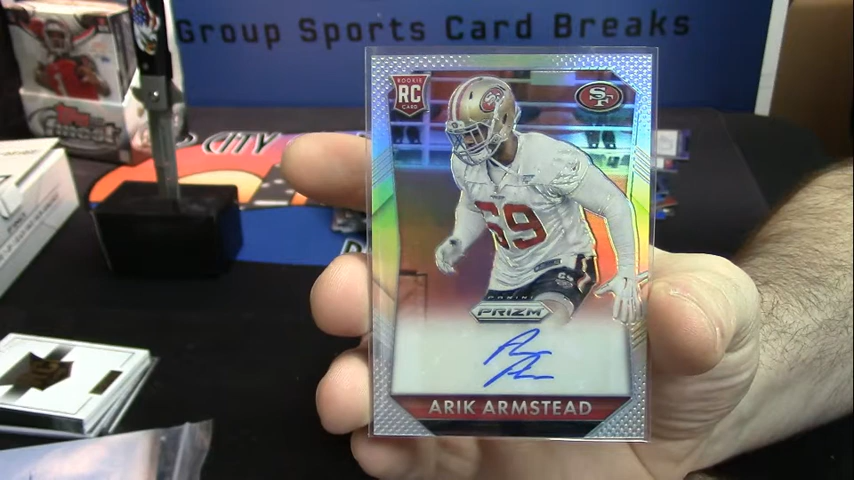 Group Sports Card Breaks
CITY
Topps
finest
ROOKIE
RC
CARD
SF
59
PANINI
PRIZM
ARIK ARMSTEAD